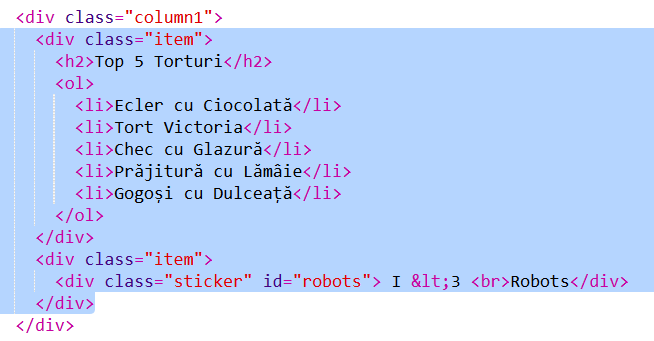 <div class="column1">
<div class="item">
<h2>Top 5 Torturi</h2>
<ol>
<li>Ecler cu Ciocolată</li>
<li>Tort Victoria</li>
<li>Chec cu Glazură</li>
<li>Prăjitură cu Lămâie</li>
<li>Gogoși cu Dulceață</li>
</ol>
</div>
<div class="item">
<div class="sticker" id="robots"> I &lt;3 <br>Robots</div>
</div>
</div>